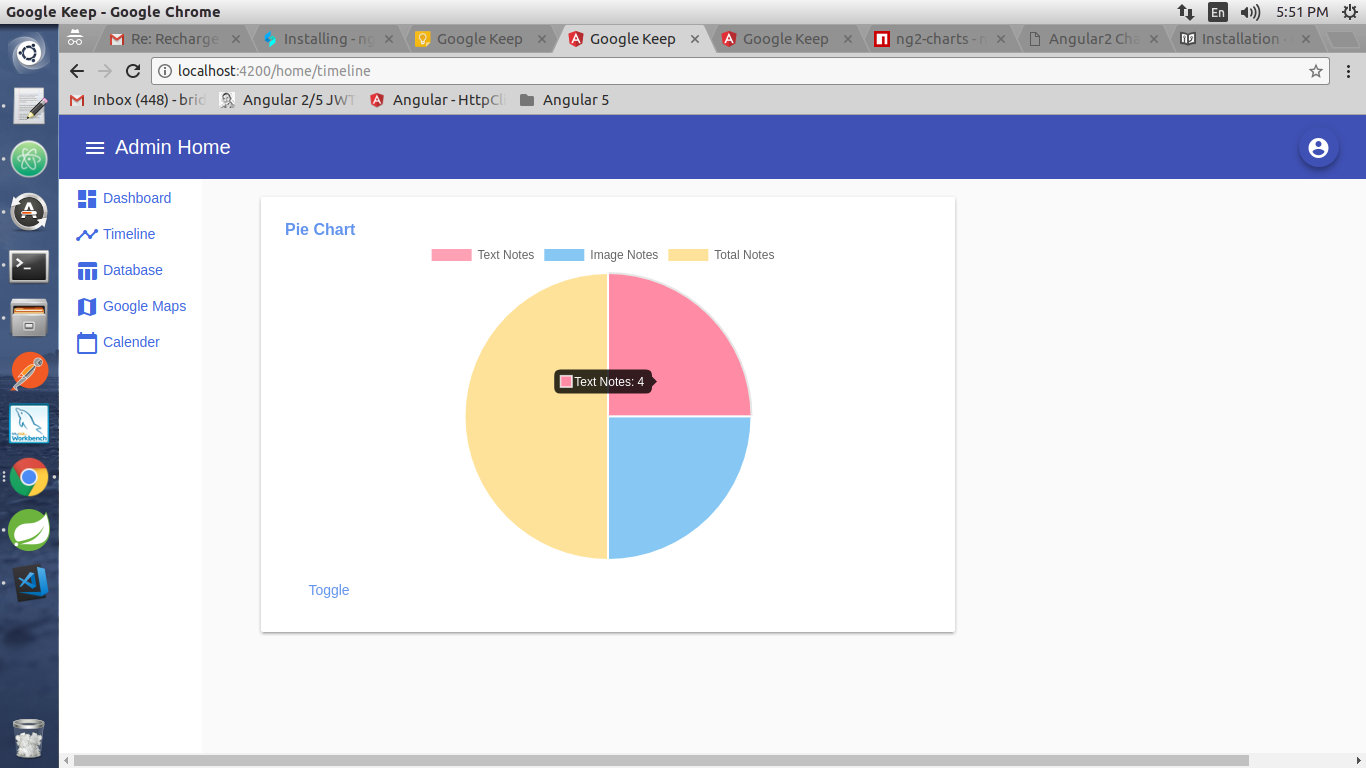 Google Keep - Google Chrome
En
5:51 PM
Re: Recharge
Installing - ng
Google Keep
Google Keep
Google Keep
ng2-charts - n
Angular2 Cha
Installation
localhost:4200/home/timeline
Inbox (448) - brid
Angular 2/5 JWT
Angular - HttpCli
Angular 5
Admin Home
Dashboard
Timeline
Database
Google Maps
Calender
Pie Chart
Text Notes
Image Notes
Total Notes
Text Notes: 4
Toggle
Workbench